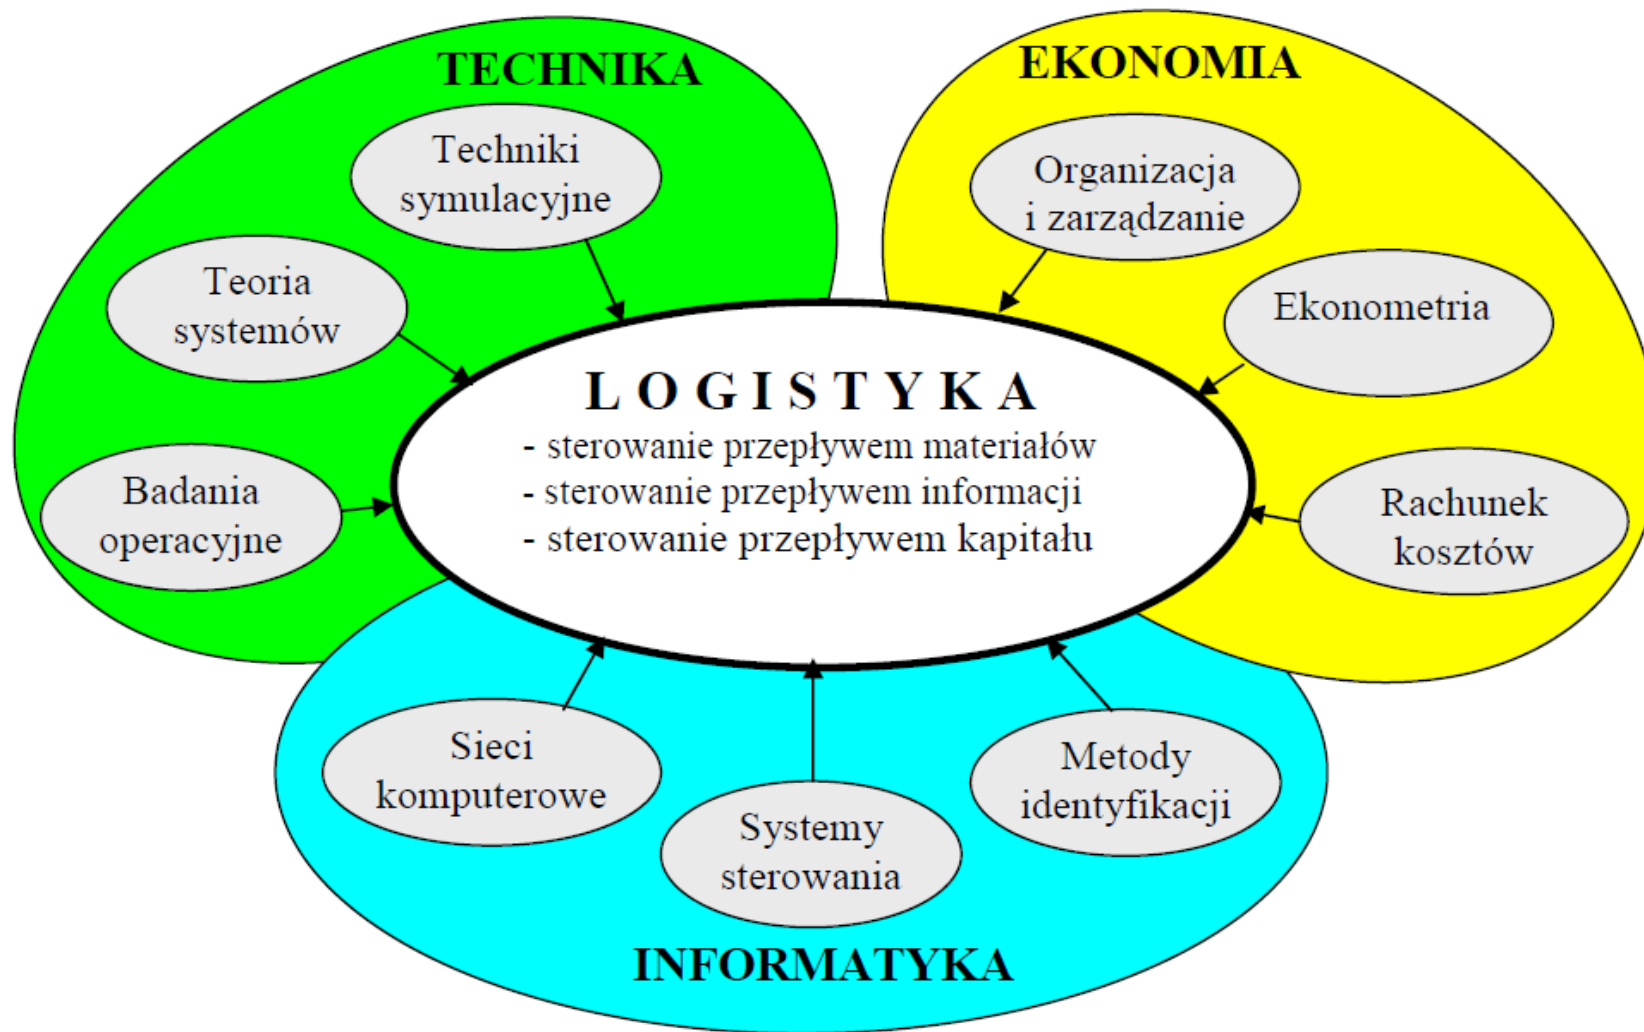 TECHNIKA
Techniki
symulacyjne
Teoria
systemów
Badania
operacyjne
EKONOMIA
Organizacja
i zarządzanie
Ekonometria
Rachunek
kosztów
L O G I S T Y K A
- sterowanie przepływem materiałów
- sterowanie przepływem informacji
- sterowanie przepływem kapitału
Sieci
komputerowe
Systemy
sterowania
Metody
identyfikacji
INFORMATYKA